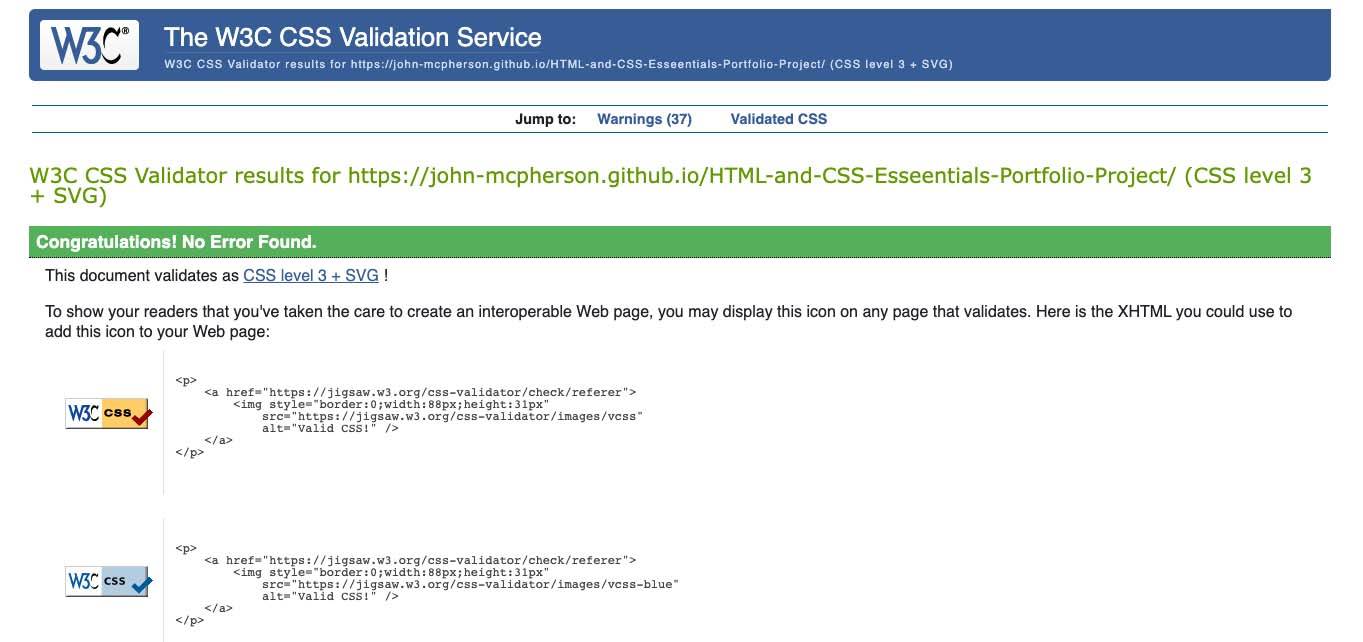 W3C®
The W3C CSS Validation Service
W3C CSS Validator results for https://john-mcpherson.github.io/HTML-and-CSS-Esseentials-Portfolio-Project/ (CSS level 3 + SVG)
Jump to: Warnings (37) Validated CSS
W3C CSS Validator results for https://john-mcpherson.github.io/HTML-and-CSS-Esseentials-Portfolio-Project/ (CSS level 3
+ SVG)
Congratulations! No Error Found.
This document validates as CSS level 3 + SVG !
To show your readers that you've taken the care to create an interoperable Web page, you may display this icon on any page that validates. Here is the XHTML you could use to
add this icon to your Web page:
W3C css
<p>
<a href="https://jigsaw.w3.org/css-validator/check/referer">
<img style="border:0;width:88px;height:31px"
src="https://jigsaw.w3.org/css-validator/images/vcss"
alt="Valid CSS!" />
</a>
</p>
W3C css
<p>
<a href="https://jigsaw.w3.org/css-validator/check/referer">
<img style="border:0;width:88px;height:31px"
src="https://jigsaw.w3.org/css-validator/images/vcss-blue"
alt="Valid CSS!" />
</a>
</p>